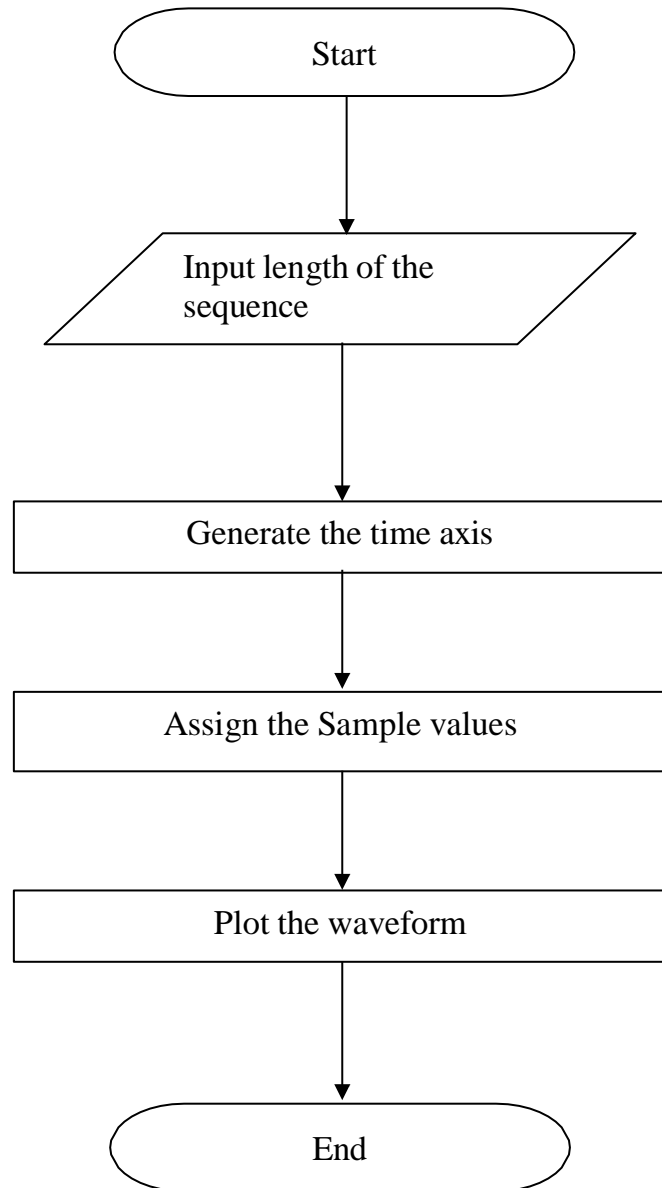 Start
Input length of the
sequence
Generate the time axis
Assign the Sample values
Plot the waveform
End